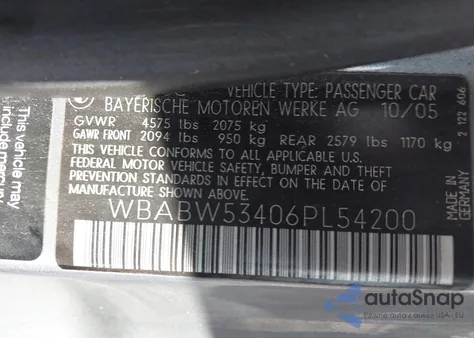 VEHICLE TYPE: PASSENGER CAR
BAYERISCHE MOTOREN WERKE AG 10/05
GVWR 4575 lbs 2075 kg
GAWR FRONT 2094 lbs 950 kg REAR 2579 lbs 1170 kg
THIS VEHICLE CONFORMS TO ALL APPLICABLE U.S.
FEDERAL MOTOR VEHICLE SAFETY, BUMPER AND THEFT
PREVENTION STANDARDS IN EFFECT ON THE DATE OF
MANUFACTURE SHOWN ABOVE.
WBABW53406PL54200
MADE IN
GERMANY
2 122 606
This vehicle may
include mercury
autoSnap